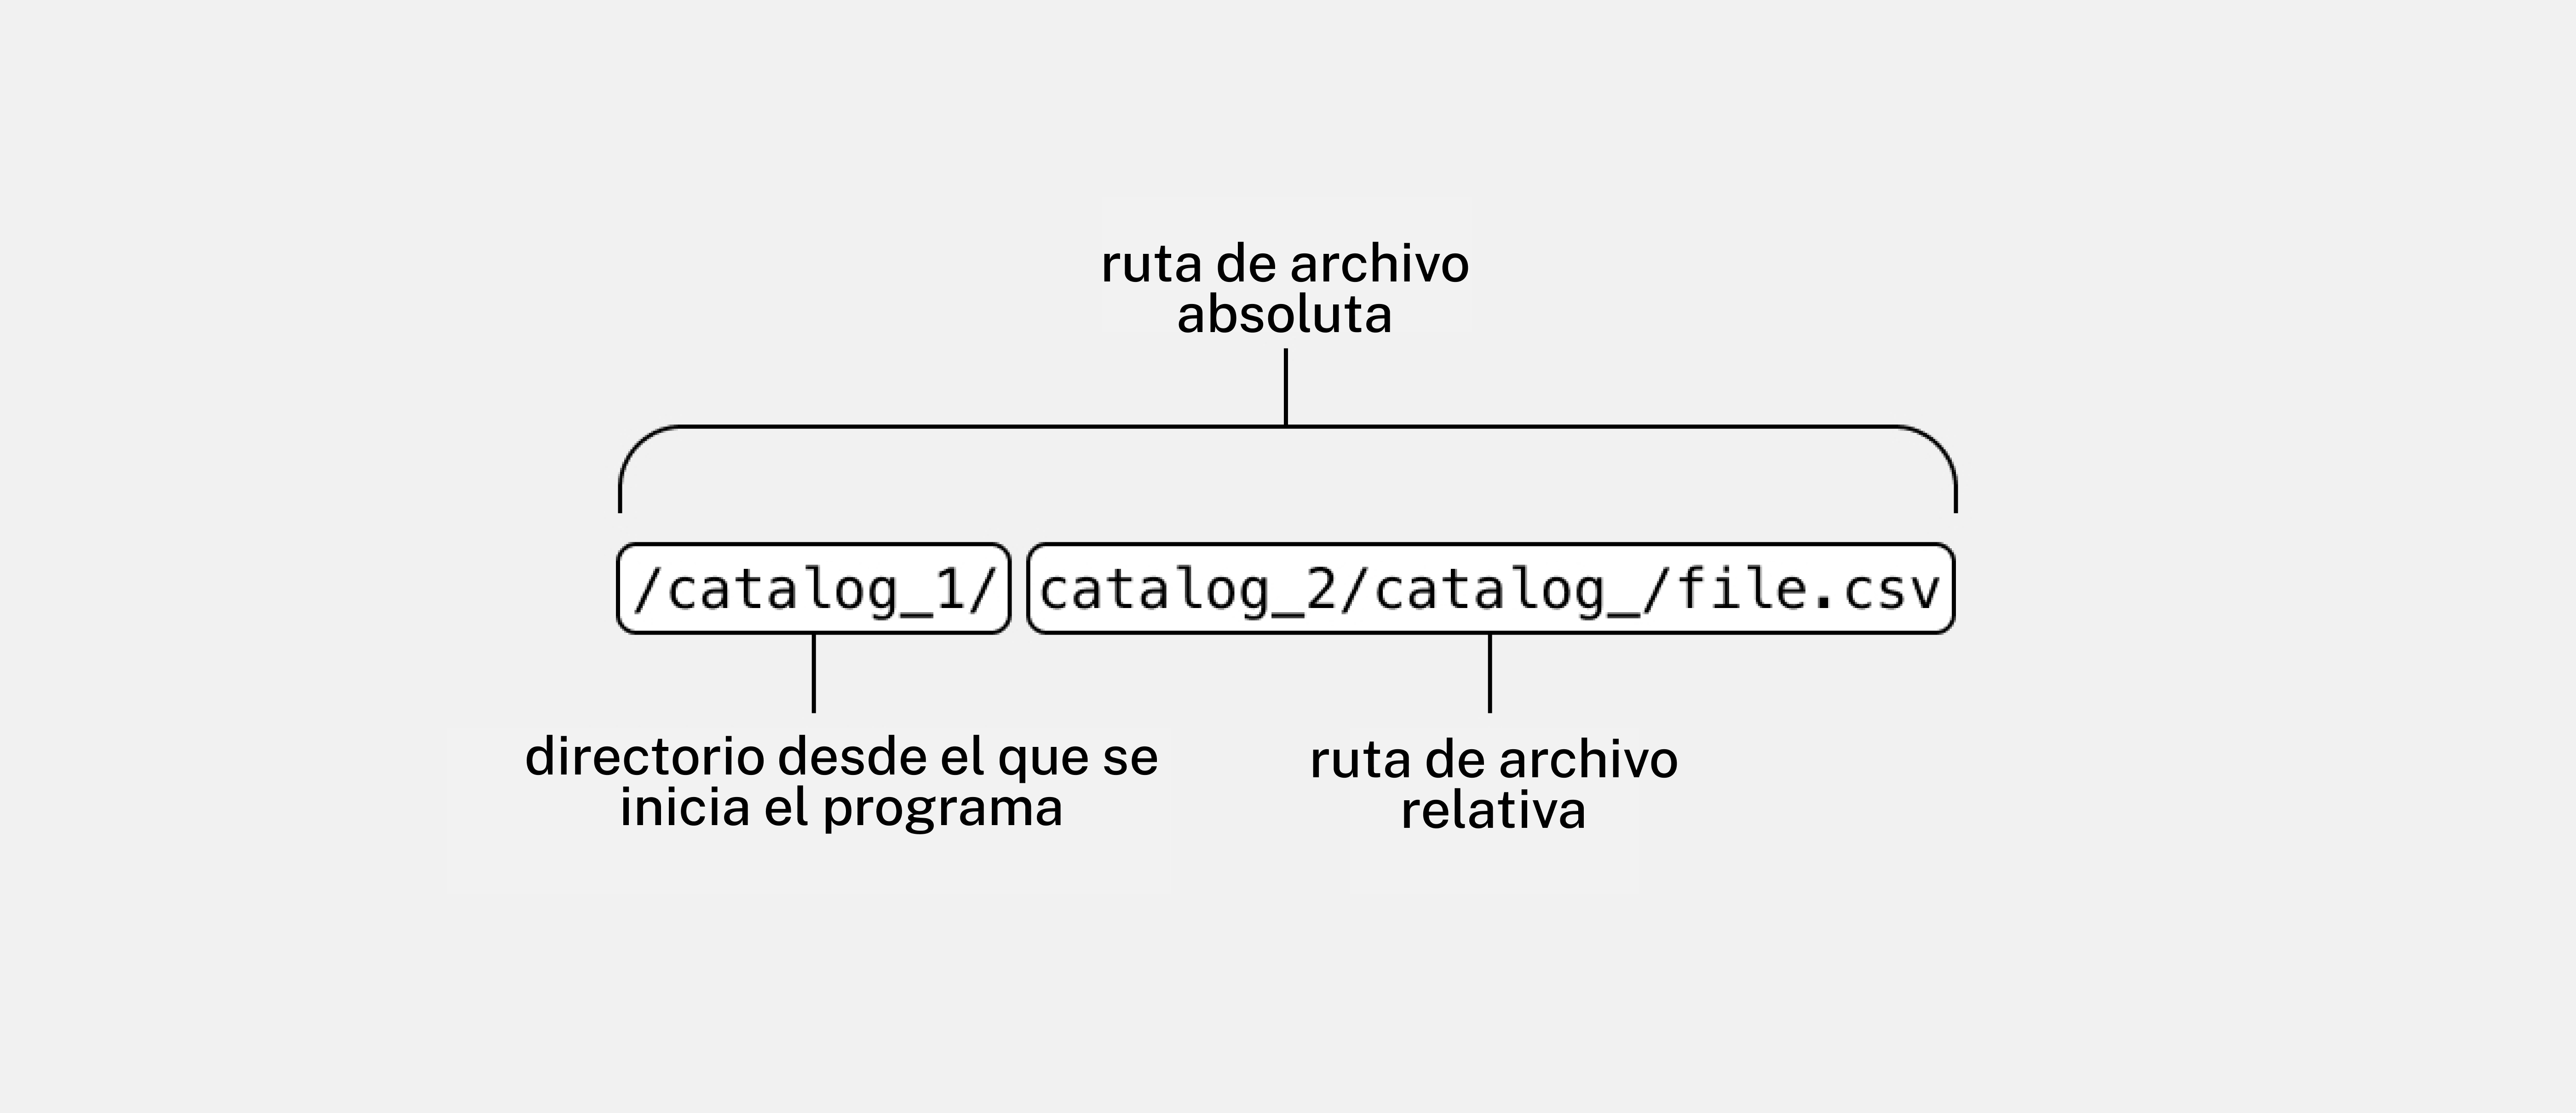 ruta de archivo
absoluta
/catalog_1/ catalog_2/catalog_/file.csv
directorio desde el que se
inicia el programa
ruta de archivo
relativa